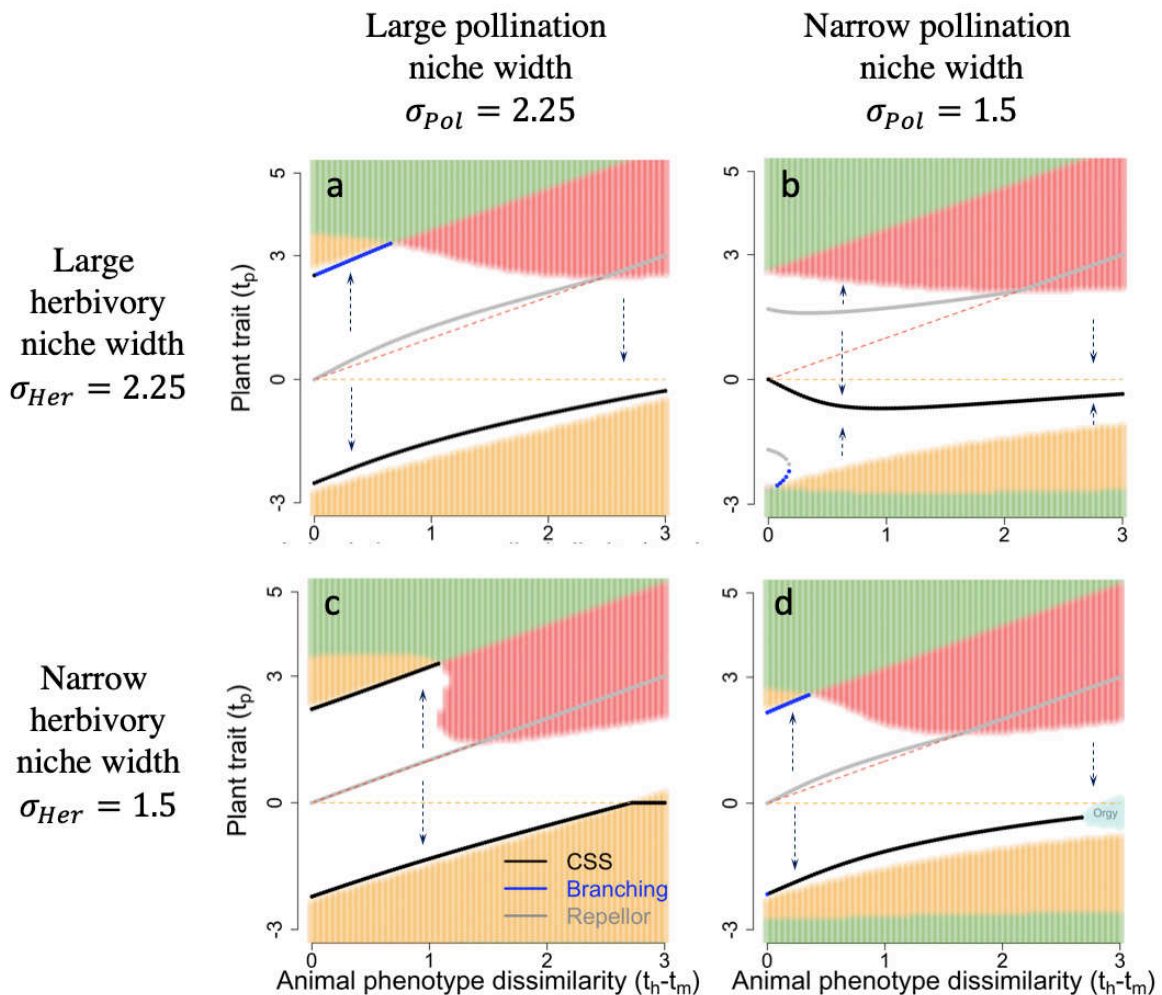 Large pollination
niche width
σ_Pol = 2.25
Narrow pollination
niche width
σ_Pol = 1.5
Large
herbivory
niche width
σ_Her = 2.25
Narrow
herbivory
niche width
σ_Her = 1.5
a
Plant trait (tₚ)
5
3
0
-3
0 1 2 3
b
5
3
0
-3
0 1 2 3
c
Plant trait (tₚ)
5
3
0
-3
CSS
Branching
Repellor
0 1 2 3
Animal phenotype dissimilarity (tₕ-tₘ)
d
5
3
0
-3
Orgy
0 1 2 3
Animal phenotype dissimilarity (tₕ-tₘ)